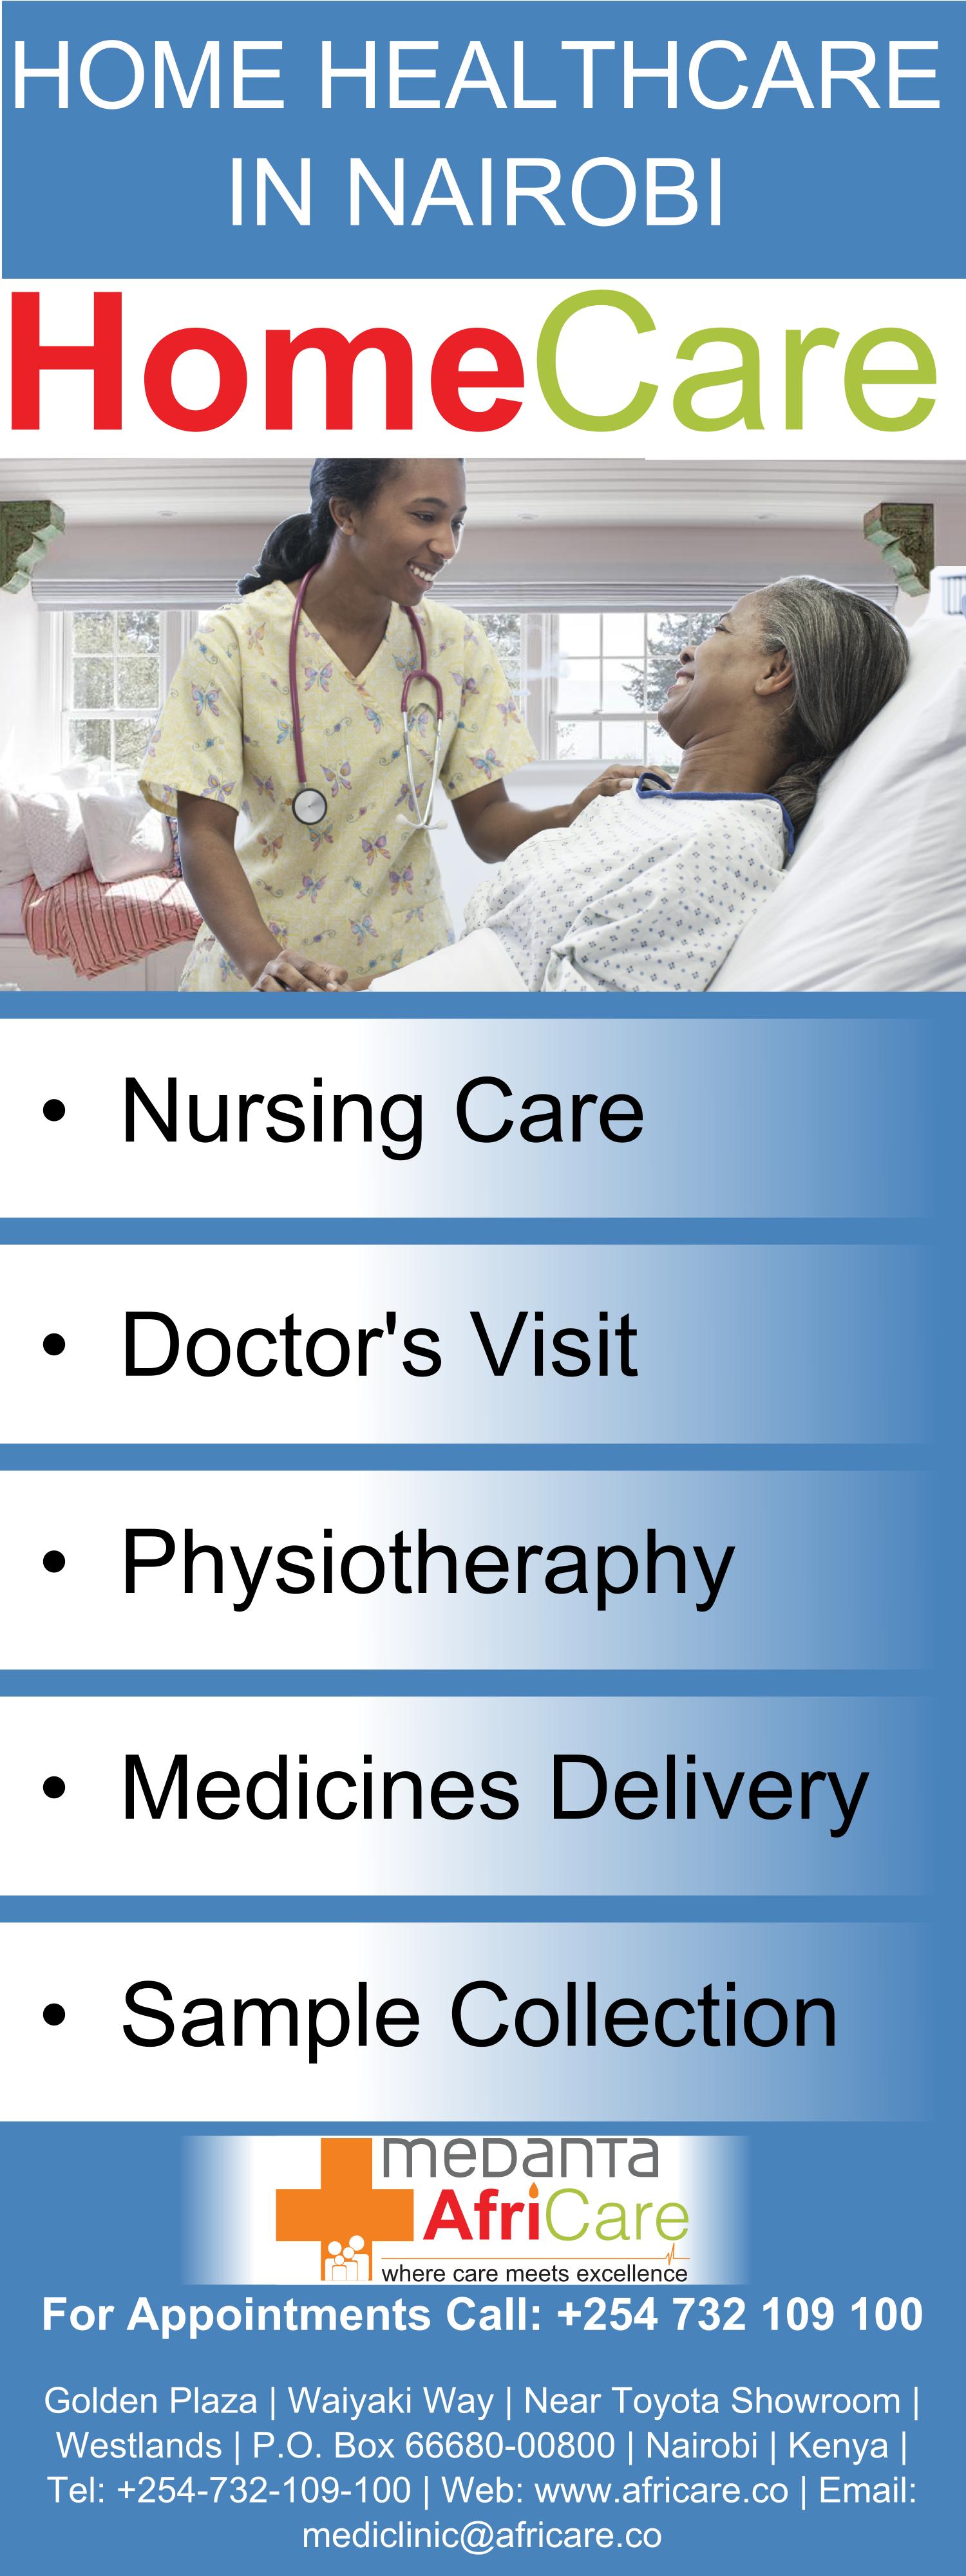 HOME HEALTHCARE
IN NAIROBI
HomeCare
• Nursing Care
• Doctor's Visit
• Physiotheraphy
• Medicines Delivery
• Sample Collection
meDanTa
AfriCare
where care meets excellence
For Appointments Call: +254 732 109 100
Golden Plaza | Waiyaki Way | Near Toyota Showroom |
Westlands | P.O. Box 66680-00800 | Nairobi | Kenya |
Tel: +254-732-109-100 | Web: www.africare.co | Email:
mediclinic@africare.co